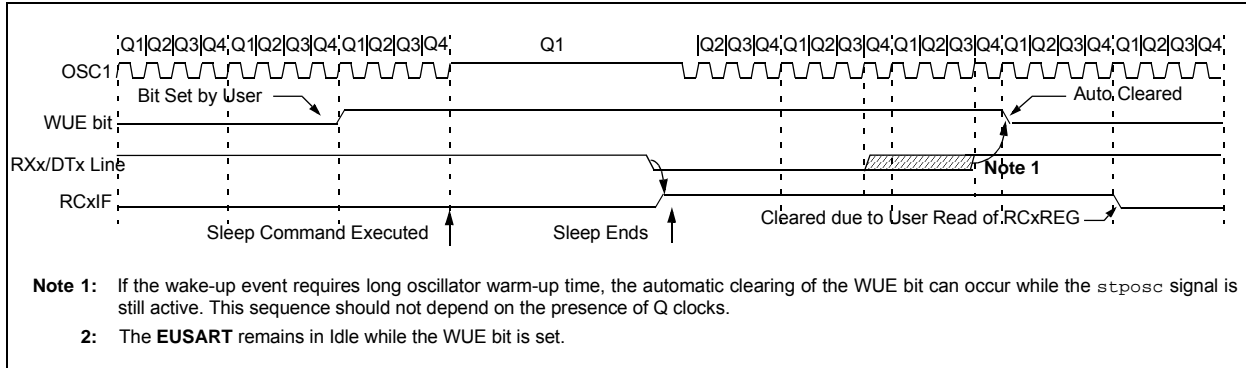 Q1|Q2|Q3|Q4|Q1|Q2|Q3|Q4|Q1|Q2|Q3|Q4 Q1 Q2|Q3|Q4|Q1|Q2|Q3|Q4|Q1|Q2|Q3|Q4|Q1|Q2|Q3|Q4|Q1|Q2|Q3|Q4
OSC1
Bit Set by User Auto Cleared
WUE bit
RXx/DTx Line Note 1
RCxIF Cleared due to User Read of RCxREG
Sleep Command Executed Sleep Ends
Note 1: If the wake-up event requires long oscillator warm-up time, the automatic clearing of the WUE bit can occur while the stposc signal is
still active. This sequence should not depend on the presence of Q clocks.
2: The EUSART remains in Idle while the WUE bit is set.